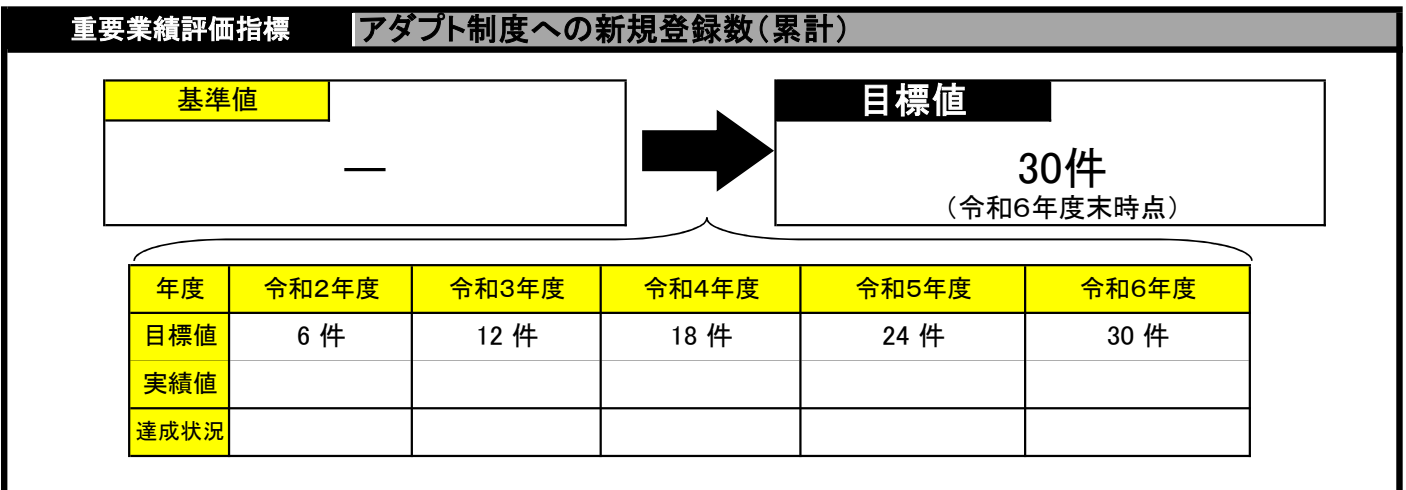 重要業績評価指標 アダプト制度への新規登録数（累計）
基準値
―
目標値
30件
（令和６年度末時点）
年度 令和２年度 令和３年度 令和４年度 令和５年度 令和６年度
目標値 6 件 12 件 18 件 24 件 30 件
実績値
達成状況